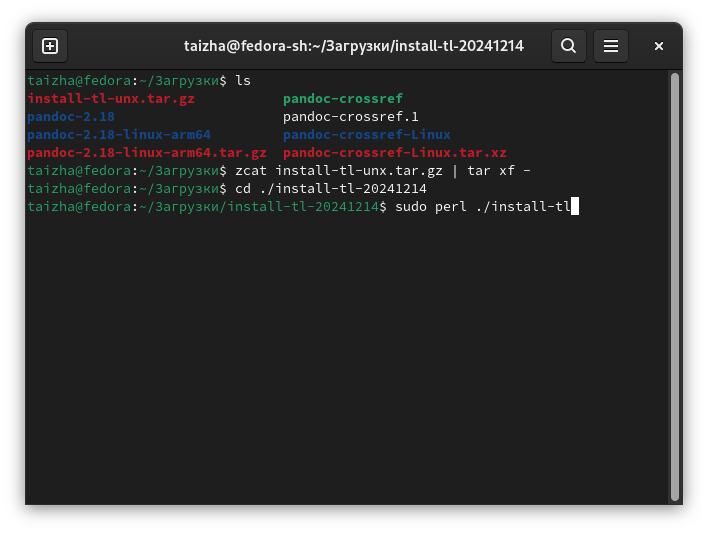 taizha@fedora-sh:~/Загрузки/install-tl-20241214
taizha@fedora:~/Загрузки$ ls
install-tl-unx.tar.gz pandoc-crossref
pandoc-2.18 pandoc-crossref.1
pandoc-2.18-linux-arm64 pandoc-crossref-Linux
pandoc-2.18-linux-arm64.tar.gz pandoc-crossref-Linux.tar.xz
taizha@fedora:~/Загрузки$ zcat install-tl-unx.tar.gz | tar xf -
taizha@fedora:~/Загрузки$ cd ./install-tl-20241214
taizha@fedora:~/Загрузки/install-tl-20241214$ sudo perl ./install-tl